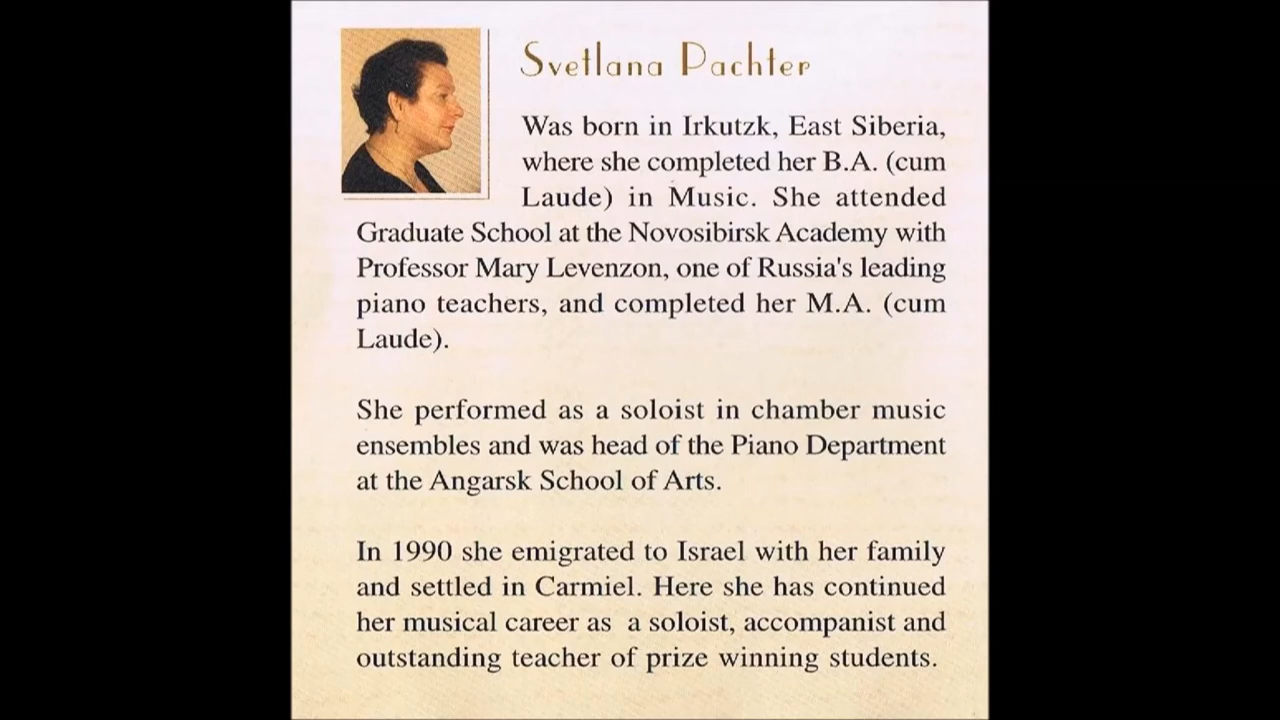 Svetlana Pachter
Was born in Irkutzk, East Siberia,
where she completed her B.A. (cum
Laude) in Music. She attended
Graduate School at the Novosibirsk Academy with
Professor Mary Levenzon, one of Russia's leading
piano teachers, and completed her M.A. (cum
Laude).
She performed as a soloist in chamber music
ensembles and was head of the Piano Department
at the Angarsk School of Arts.
In 1990 she emigrated to Israel with her family
and settled in Carmiel. Here she has continued
her musical career as  a soloist, accompanist and
outstanding teacher of prize winning students.